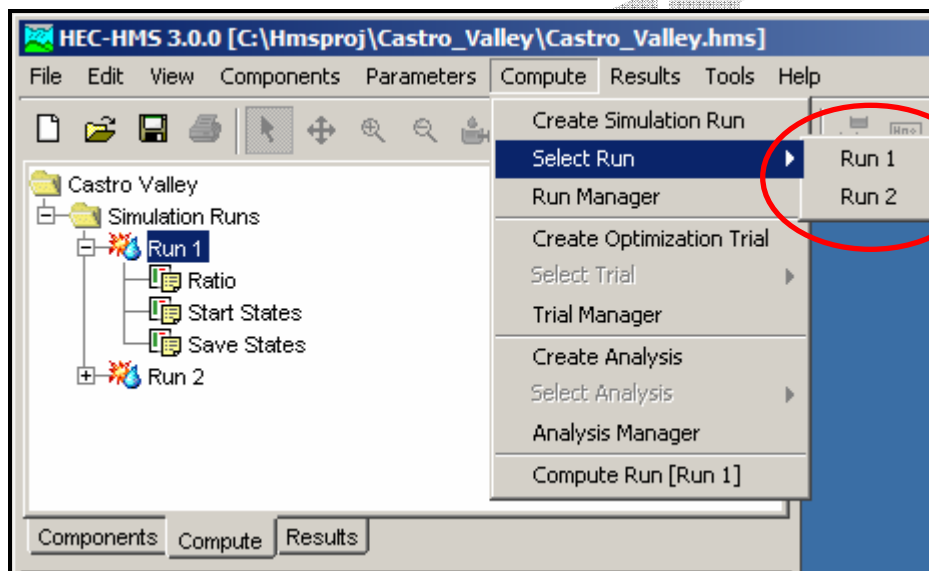 HEC-HMS 3.0.0 [C:\Hmsproj\Castro_Valley\Castro_Valley.hms]
File Edit View Components Parameters Compute Results Tools Help
Castro Valley
Simulation Runs
Run 1
Ratio
Start States
Save States
Run 2
Create Simulation Run
Select Run
Run Manager
Create Optimization Trial
Select Trial
Trial Manager
Create Analysis
Select Analysis
Analysis Manager
Compute Run [Run 1]
Run 1
Run 2
Components Compute Results